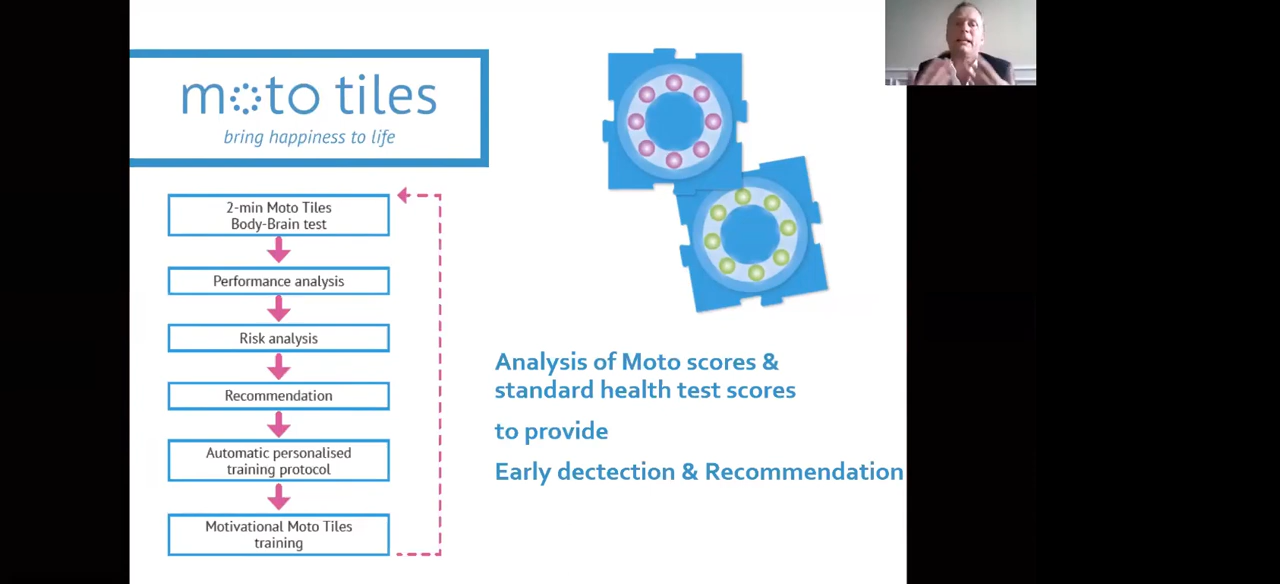 moto tiles
bring happiness to life
2-min Moto Tiles
Body-Brain test
Performance analysis
Risk analysis
Recommendation
Automatic personalised
training protocol
Motivational Moto Tiles
training
Analysis of Moto scores &
standard health test scores
to provide
Early dectection & Recommendation